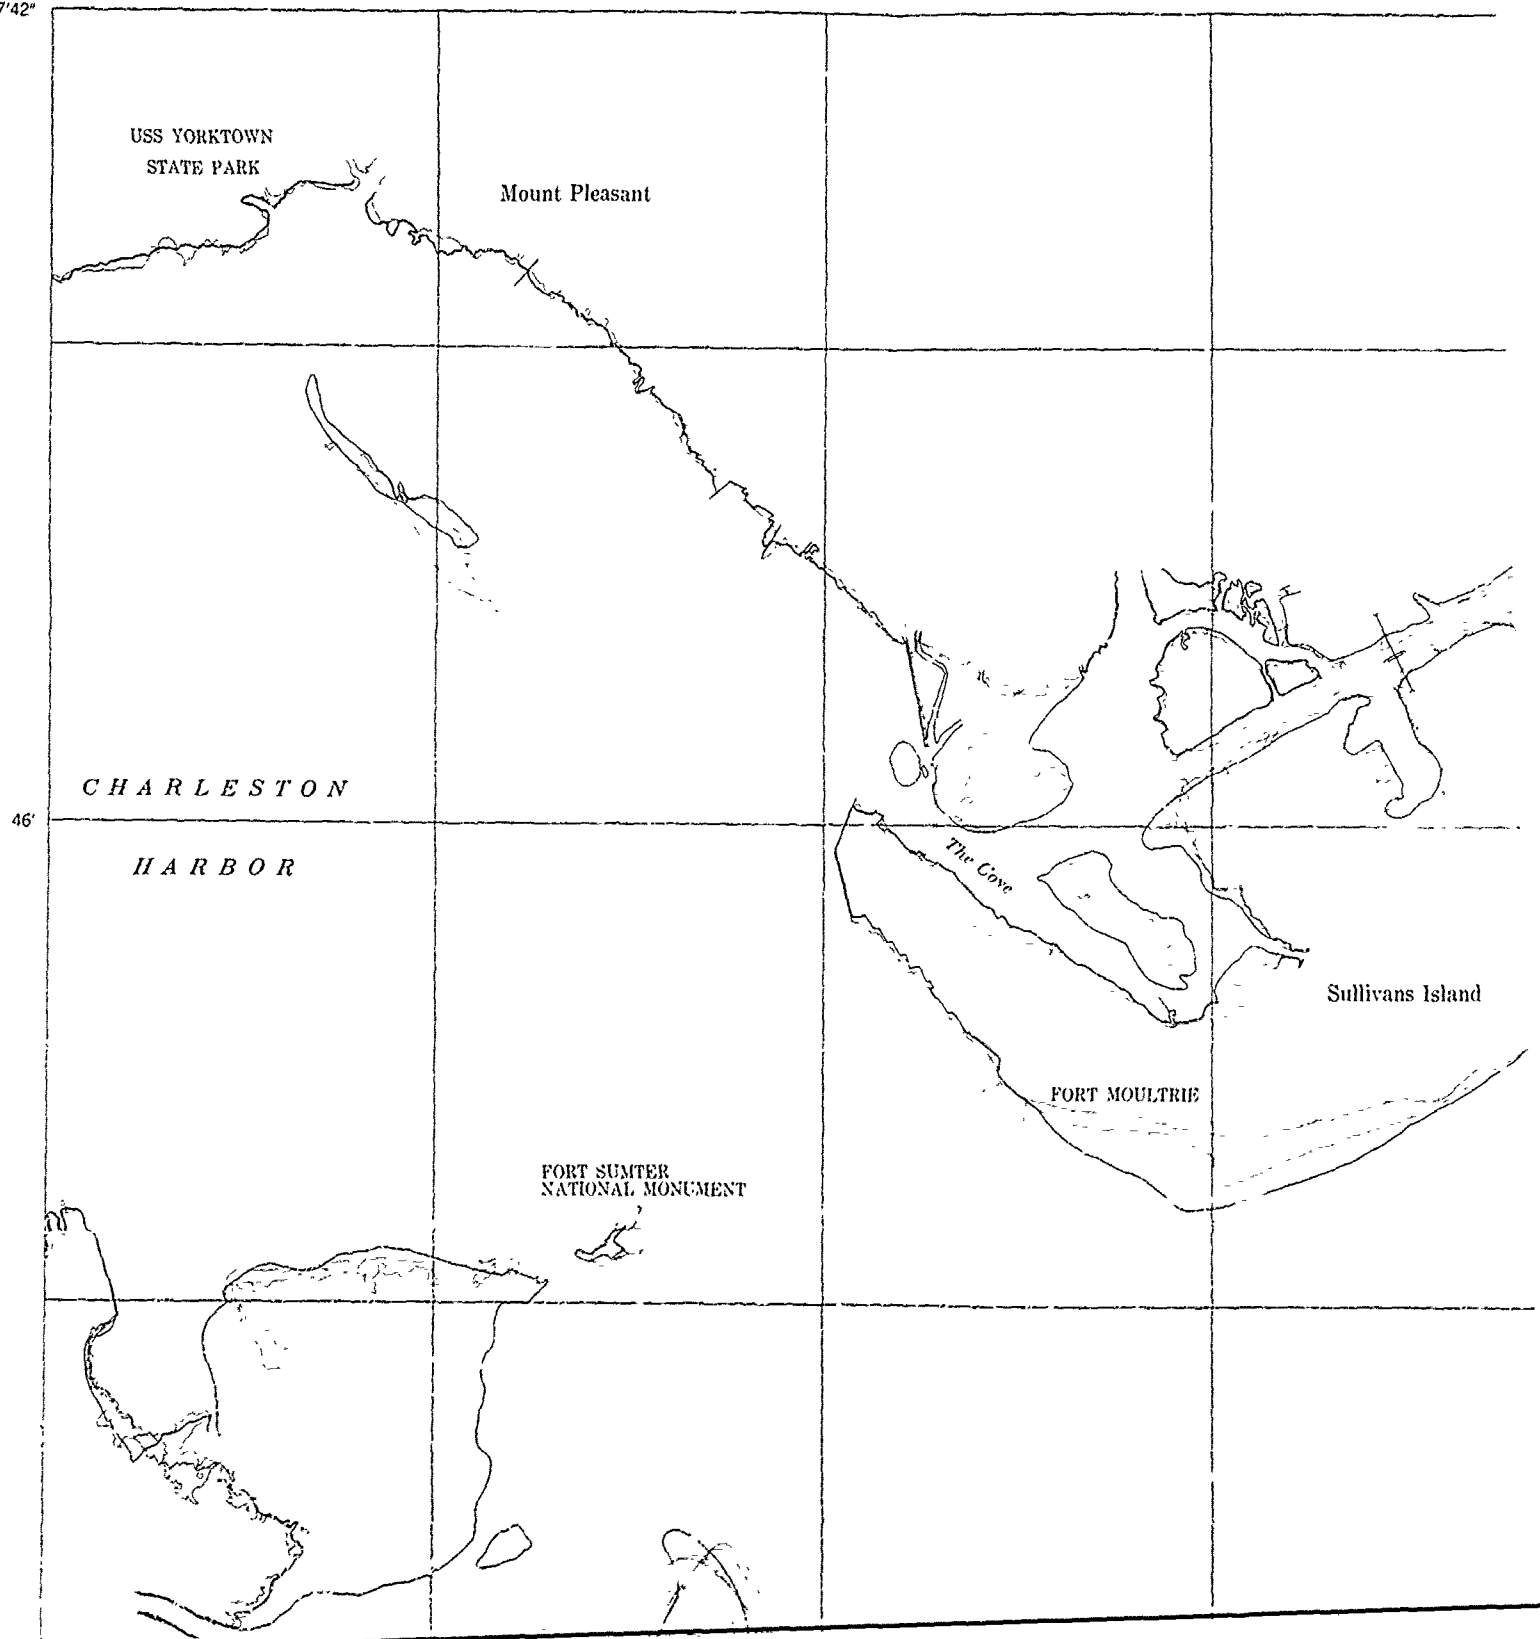 7'42"
USS YORKTOWN
STATE PARK
Mount Pleasant
CHARLESTON
46'
HARBOR
The Cove
Sullivans Island
FORT MOULTRIE
FORT SUMTER
NATIONAL MONUMENT